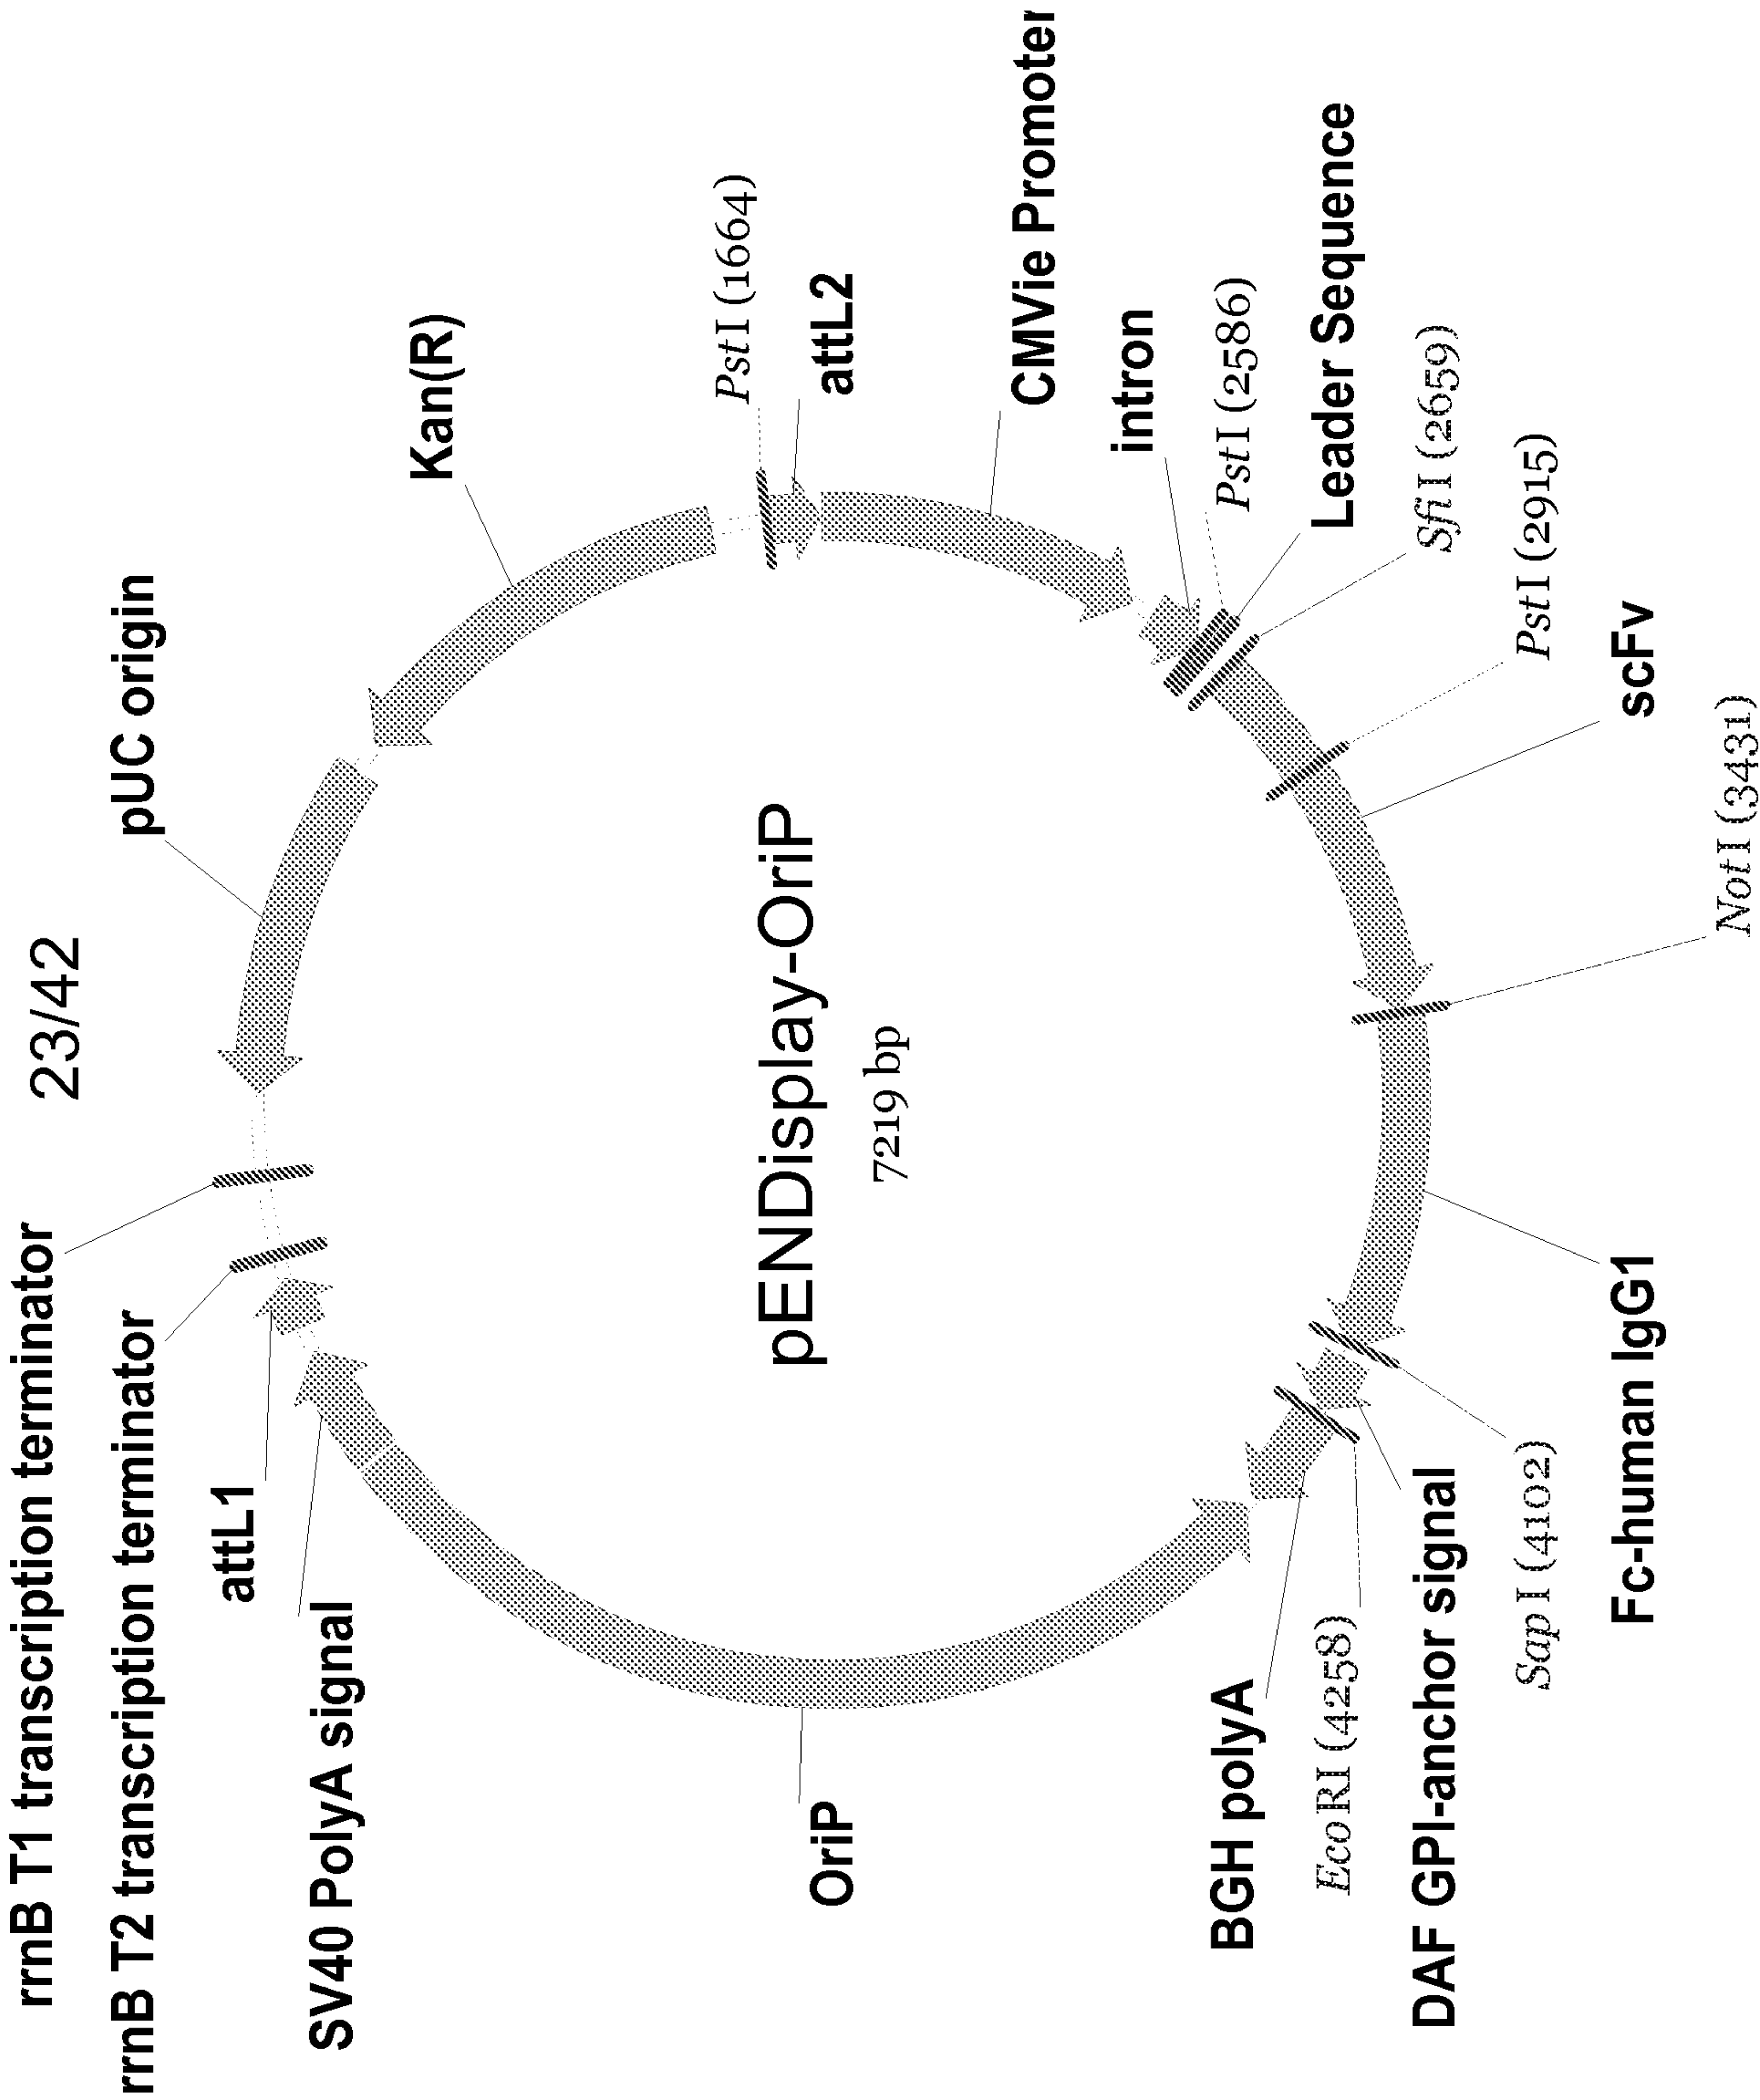 23/42
rrnB T1 transcription terminator
rrnB T2 transcription terminator
attL1
SV40 PolyA signal
OriP
BGH polyA
EcoRI (4258)
DAF GPI-anchor signal
SapI (4102)
Fc-human IgG1
NotI (3431)
scFv
PstI (2915)
SfiI (2659)
Leader Sequence
PstI (2586)
intron
CMVie Promoter
attL2
PstI (1664)
Kan(R)
pUC origin
pENDisplay-OriP
7219 bp